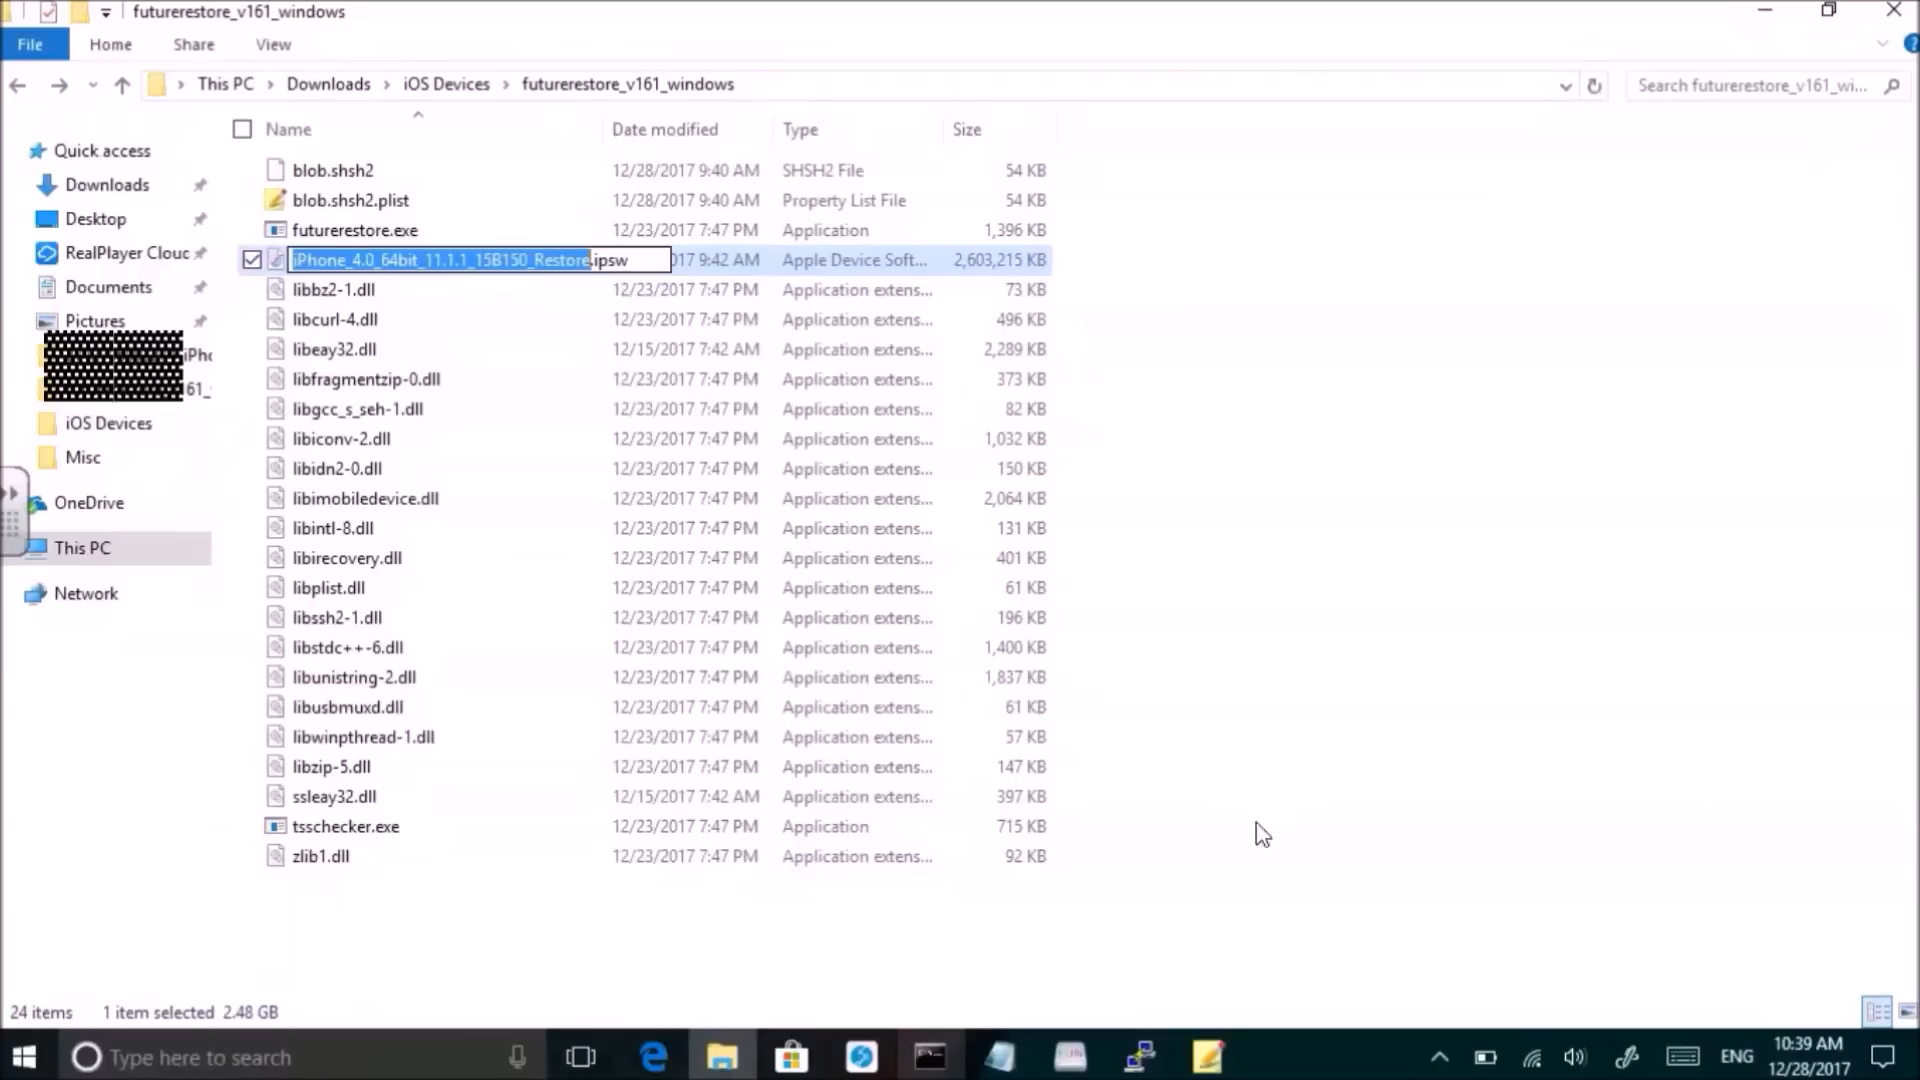 futurerestore_v161_windows
File Home Share View
This PC Downloads iOS Devices futurerestore_v161_windows
Search futurerestore_v161_wi...
Name Date modified Type Size
Quick access
Downloads
Desktop
RealPlayer Cloud
Documents
Pictures
iOS Devices
Misc
OneDrive
This PC
Network
blob.shsh2 12/28/2017 9:40 AM SHSH2 File 54 KB
blob.shsh2.plist 12/28/2017 9:40 AM Property List File 54 KB
futurerestore.exe 12/23/2017 7:47 PM Application 1,396 KB
iPhone_4.0_64bit_11.1.1_15B150_Restore.ipsw 017 9:42 AM Apple Device Soft... 2,603,215 KB
libbz2-1.dll 12/23/2017 7:47 PM Application extens... 73 KB
libcurl-4.dll 12/23/2017 7:47 PM Application extens... 496 KB
libeay32.dll 12/15/2017 7:42 AM Application extens... 2,289 KB
libfragmentzip-0.dll 12/23/2017 7:47 PM Application extens... 373 KB
libgcc_s_seh-1.dll 12/23/2017 7:47 PM Application extens... 82 KB
libiconv-2.dll 12/23/2017 7:47 PM Application extens... 1,032 KB
libidn2-0.dll 12/23/2017 7:47 PM Application extens... 150 KB
libimobiledevice.dll 12/23/2017 7:47 PM Application extens... 2,064 KB
libintl-8.dll 12/23/2017 7:47 PM Application extens... 131 KB
libirecovery.dll 12/23/2017 7:47 PM Application extens... 401 KB
libplist.dll 12/23/2017 7:47 PM Application extens... 61 KB
libssh2-1.dll 12/23/2017 7:47 PM Application extens... 196 KB
libstdc++-6.dll 12/23/2017 7:47 PM Application extens... 1,400 KB
libunistring-2.dll 12/23/2017 7:47 PM Application extens... 1,837 KB
libusbmuxd.dll 12/23/2017 7:47 PM Application extens... 61 KB
libwinpthread-1.dll 12/23/2017 7:47 PM Application extens... 57 KB
libzip-5.dll 12/23/2017 7:47 PM Application extens... 147 KB
ssleay32.dll 12/15/2017 7:42 AM Application extens... 397 KB
tsschecker.exe 12/23/2017 7:47 PM Application 715 KB
zlib1.dll 12/23/2017 7:47 PM Application extens... 92 KB
24 items 1 item selected 2.48 GB
Type here to search
ENG
10:39 AM
12/28/2017